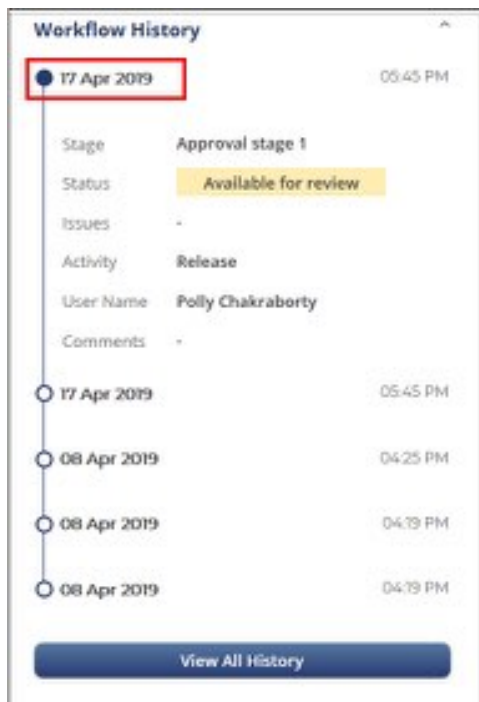 Workflow History
17 Apr 2019 05:45 PM
Stage Approval stage 1
Status Available for review
Issues -
Activity Release
User Name Polly Chakraborty
Comments -
17 Apr 2019 05:45 PM
08 Apr 2019 04:25 PM
08 Apr 2019 04:19 PM
08 Apr 2019 04:19 PM
View All History